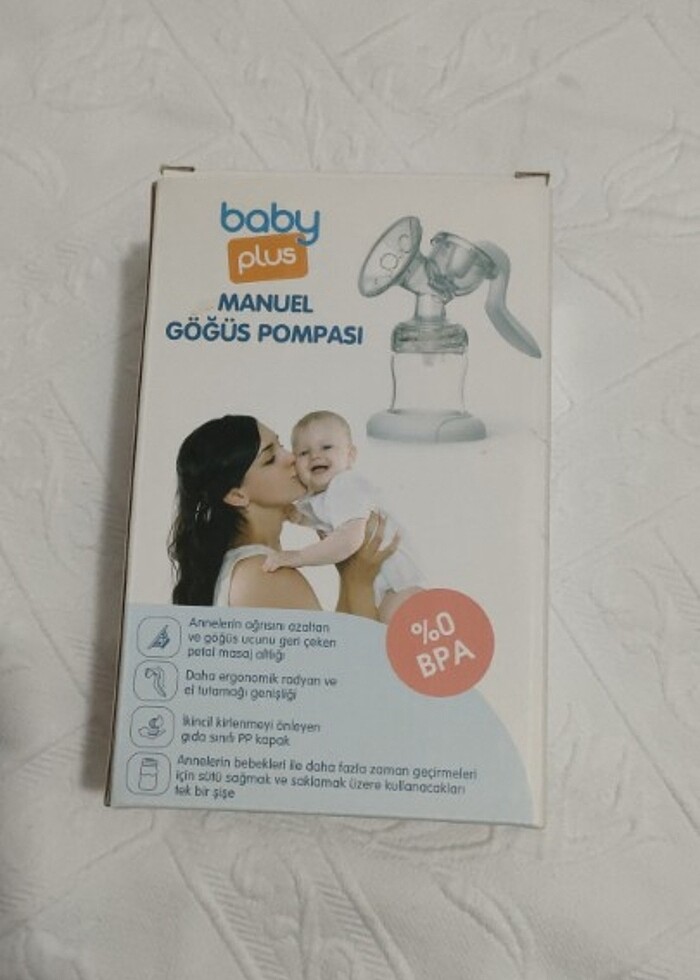 baby
plus
MANUEL
GÖĞÜS POMPASI
%0
BPA
Annelerin ağrısını azaltan
ve göğüs ucunu geri çeken
petal masaj altlığı
Daha ergonomik radyan ve
el tutamağı genişliği
İkincil kirlenmeyi önleyen
gıda sınıfı PP kapak
Annelerin bebekleri ile daha fazla zaman geçirmeleri
için sütü sağmak ve saklamak üzere kullanacakları
tek bir şişe